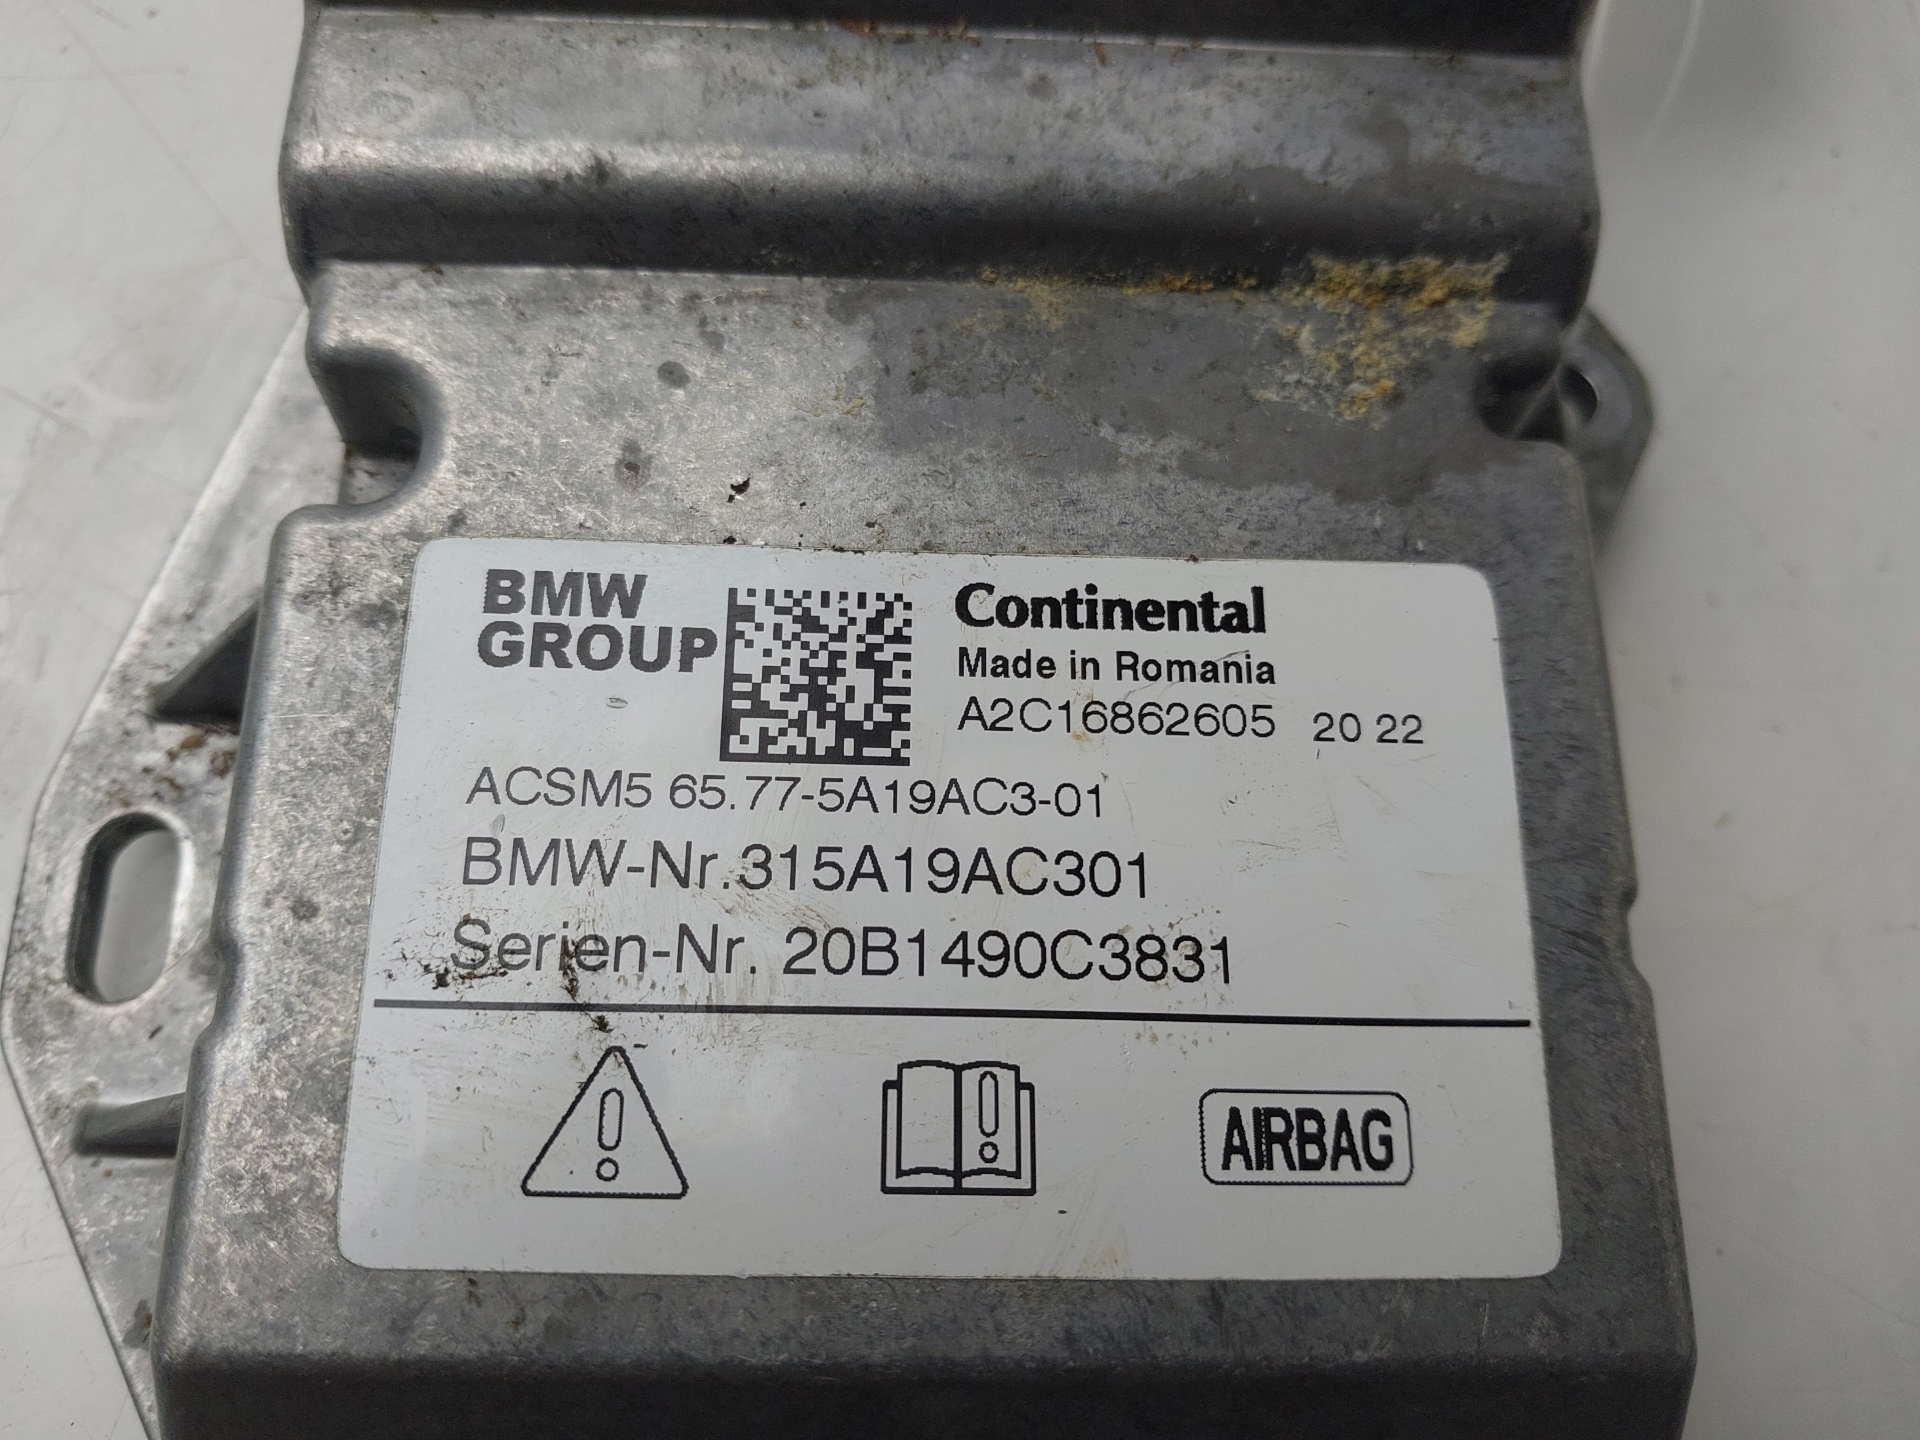 BMW
GROUP
Continental
Made in Romania
A2C16862605 20 22
ACSM5 65.77-5A19AC3-01
BMW-Nr.315A19AC301
Serien-Nr. 20B1490C3831
AIRBAG